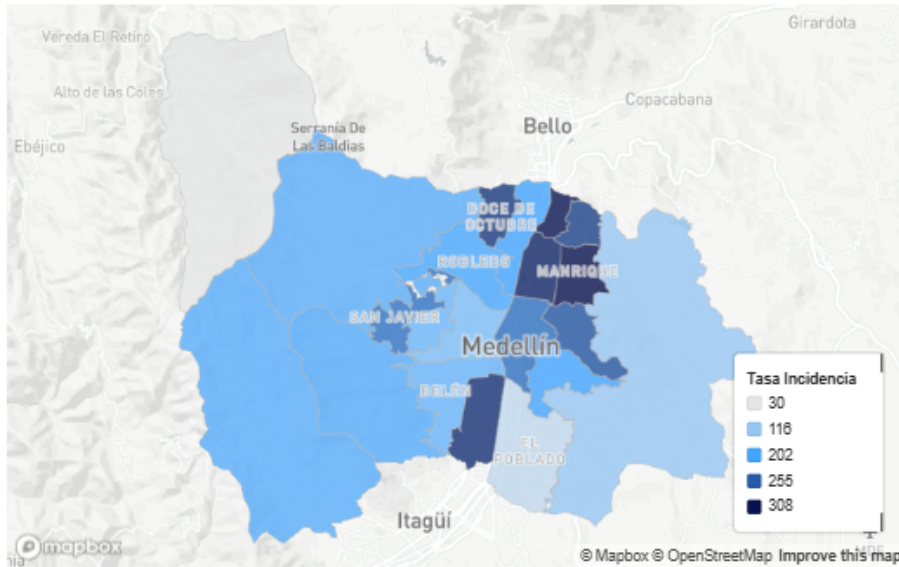 Girardota
Vereda El Retiro
Alto de las Coles
Copacabana
Serranía De
Las Baldías
Bello
Ebéjico
DOCE DE
OCTUBRE
ROBLEDO
MANRIQUE
SAN JAVIER
Medellín
BELÉN
EL
POBLADO
Itagüí
Tasa Incidencia
30
116
202
255
308
mapbox
© Mapbox © OpenStreetMap Improve this map